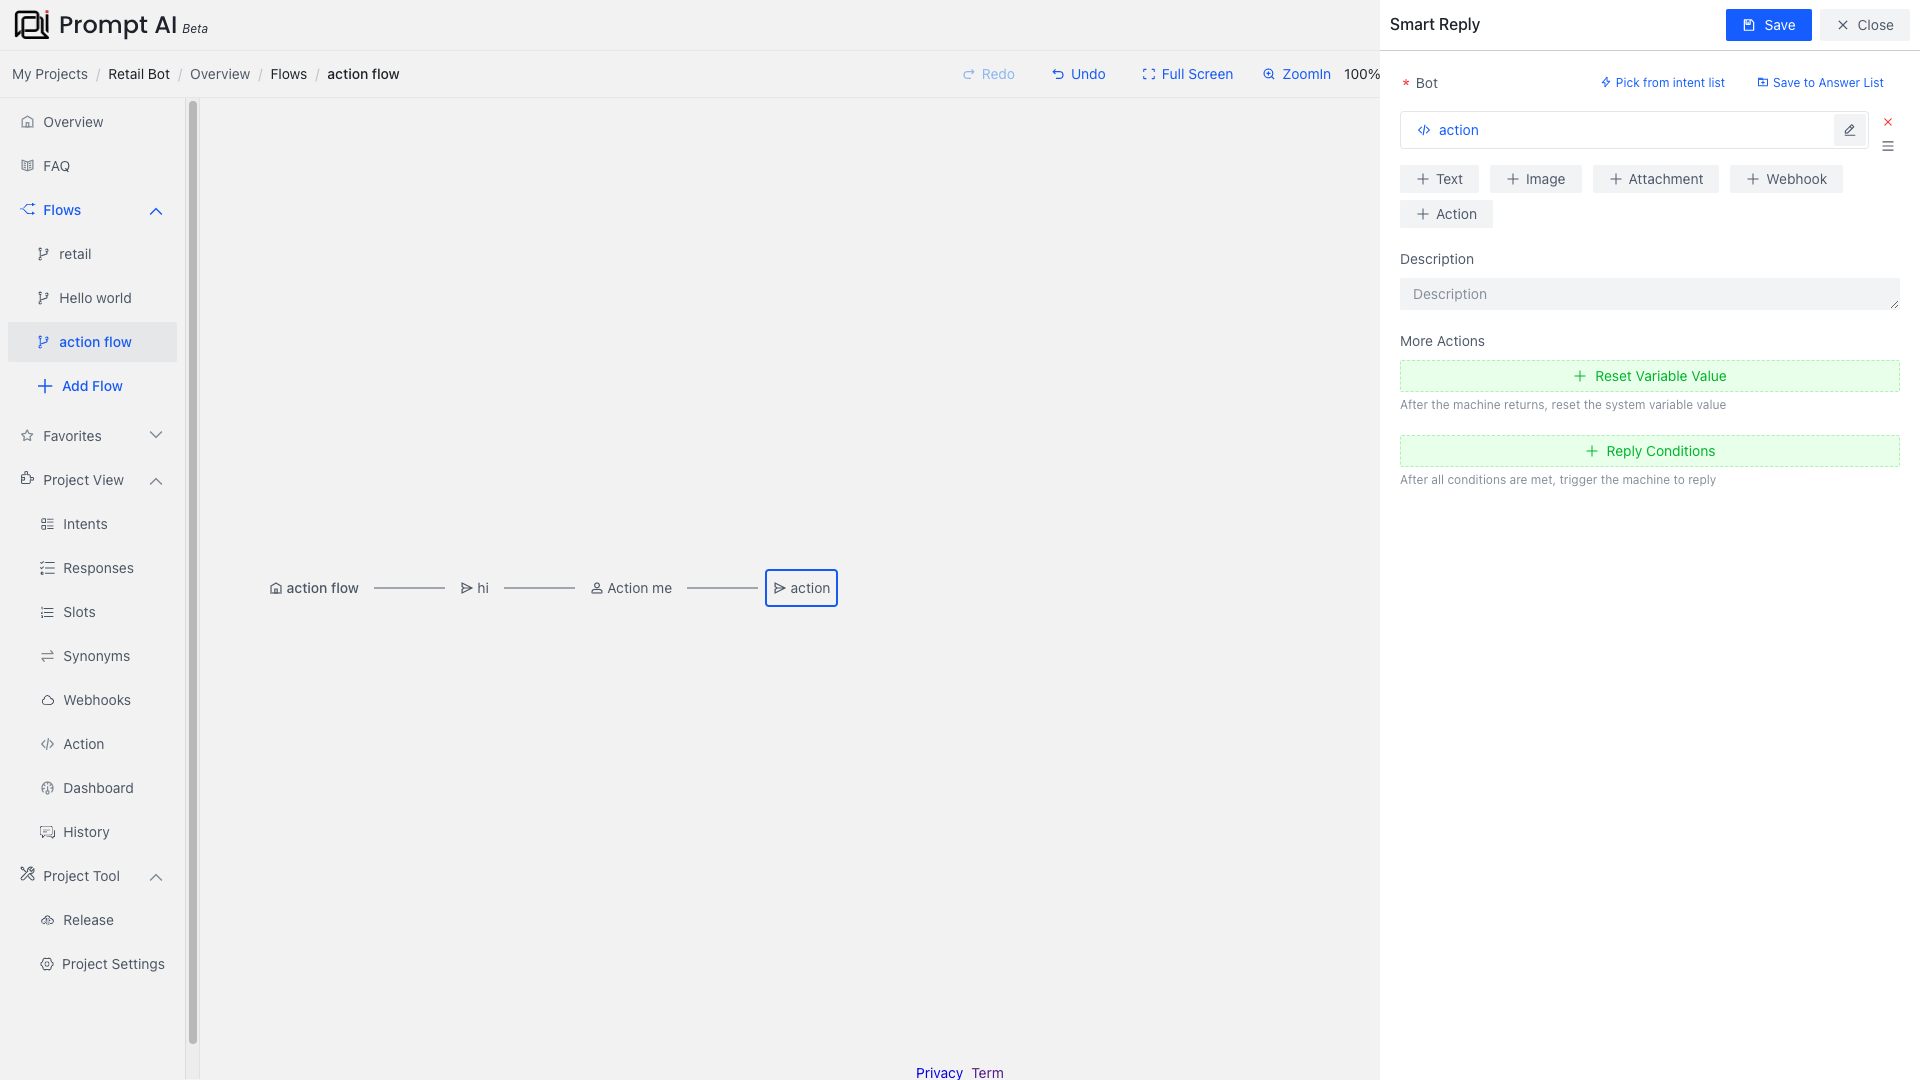 Prompt AI Beta
Smart Reply
Save
Close
My Projects / Retail Bot / Overview / Flows / action flow
Redo
Undo
Full Screen
ZoomIn
100%
* Bot
Pick from intent list
Save to Answer List
Overview
FAQ
Flows
retail
Hello world
action flow
Add Flow
Favorites
Project View
Intents
Responses
Slots
Synonyms
Webhooks
Action
Dashboard
History
Project Tool
Release
Project Settings
action flow
hi
Action me
action
action
Text
Image
Attachment
Webhook
Action
Description
Description
More Actions
Reset Variable Value
After the machine returns, reset the system variable value
Reply Conditions
After all conditions are met, trigger the machine to reply
Privacy Term